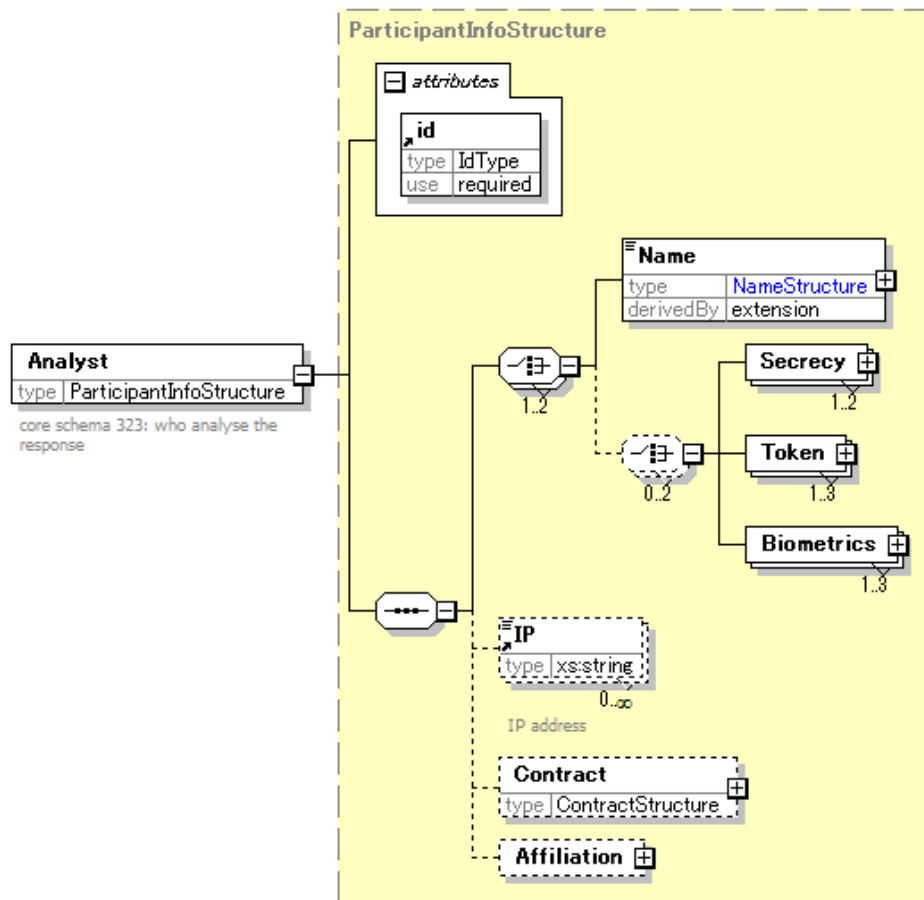 ParticipantInfoStructure
attributes
id
type IdType
use required
Name
type NameStructure
derivedBy extension
Analyst
type ParticipantInfoStructure
core schema 323: who analyse the
response
1..2
Secrecy
1..2
0..2
Token
1..3
Biometrics
1..3
IP
type xs:string
0..∞
IP address
Contract
type ContractStructure
Affiliation